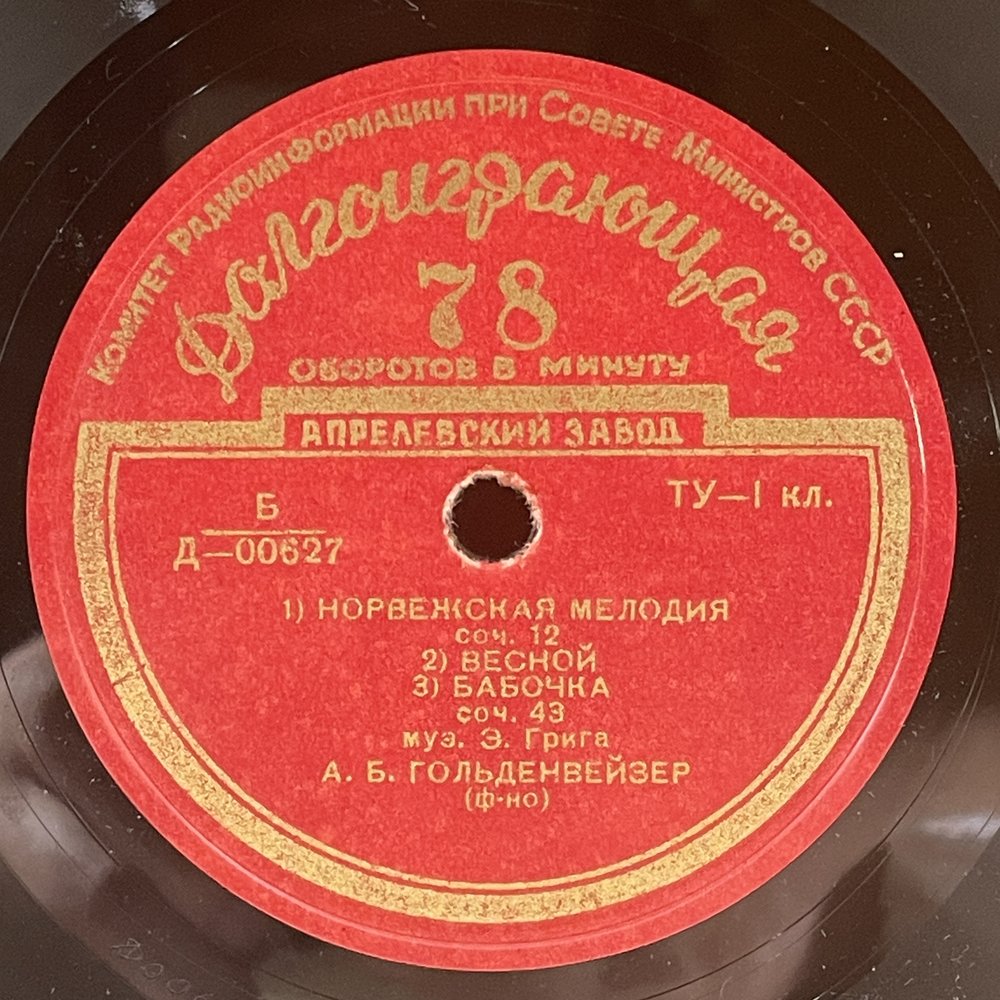 Комитет Радиоинформации при Совете Министров СССР
Долгоиграющая
78
ОБОРОТОВ В МИНУТУ
АПРЕЛЕВСКИЙ ЗАВОД
Б
Д—00627
ТУ—I кл.
1) НОРВЕЖСКАЯ МЕЛОДИЯ
соч. 12
2) ВЕСНОЙ
3) БАБОЧКА
соч. 43
муз. Э. Грига
А. Б. ГОЛЬДЕНВЕЙЗЕР
(ф-но)